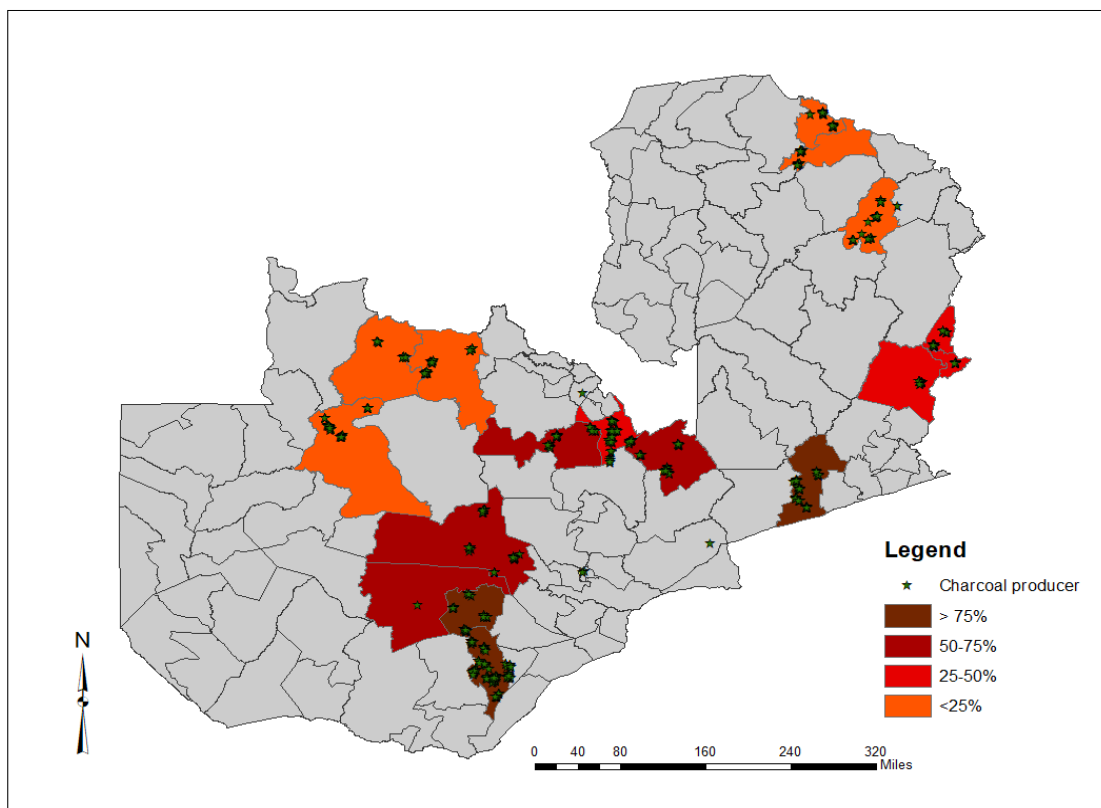 Legend
Charcoal producer
> 75%
50-75%
25-50%
<25%
N
0 40 80 160 240 320
Miles